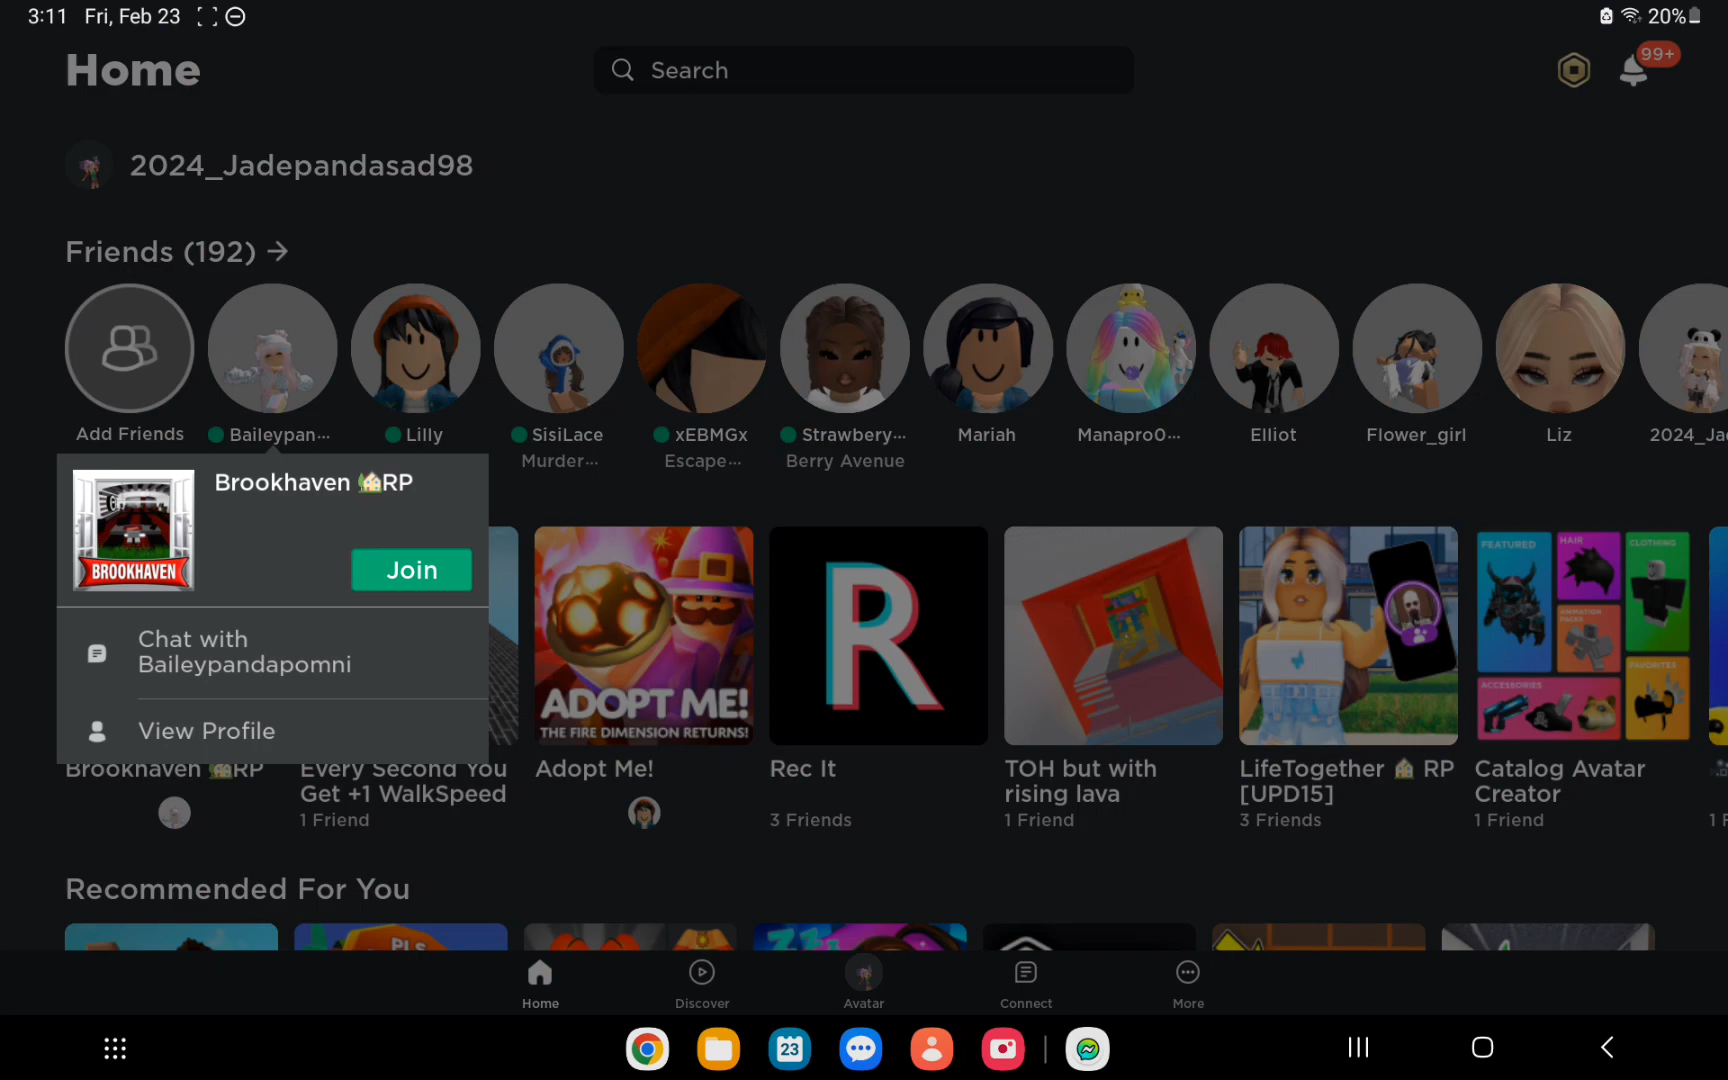 3:11 Fri, Feb 23
20%
Home
Search
99+
2024_Jadepandasad98
Friends (192) →
Add Friends
Baileypan...
Lilly
SisiLace
Murder...
xEBMGx
Escape...
Strawbery...
Berry Avenue
Mariah
Manapro0...
Elliot
Flower_girl
Liz
2024_Ja
Brookhaven 🏡RP
BROOKHAVEN
Join
Chat with
Baileypandapomni
View Profile
ADOPT ME!
THE FIRE DIMENSION RETURNS!
R
FEATURED
HAIR
CLOTHING
ANIMATION
PACKS
ACCESSORIES
FAVORITES
Brookhaven 🏡RP
Every Second You
Get +1 WalkSpeed
1 Friend
Adopt Me!
Rec It
3 Friends
TOH but with
rising lava
1 Friend
LifeTogether 🏠 RP
[UPD15]
3 Friends
Catalog Avatar
Creator
1 Friend
1 F
Recommended For You
PLs
Home
Discover
Avatar
Connect
More
23